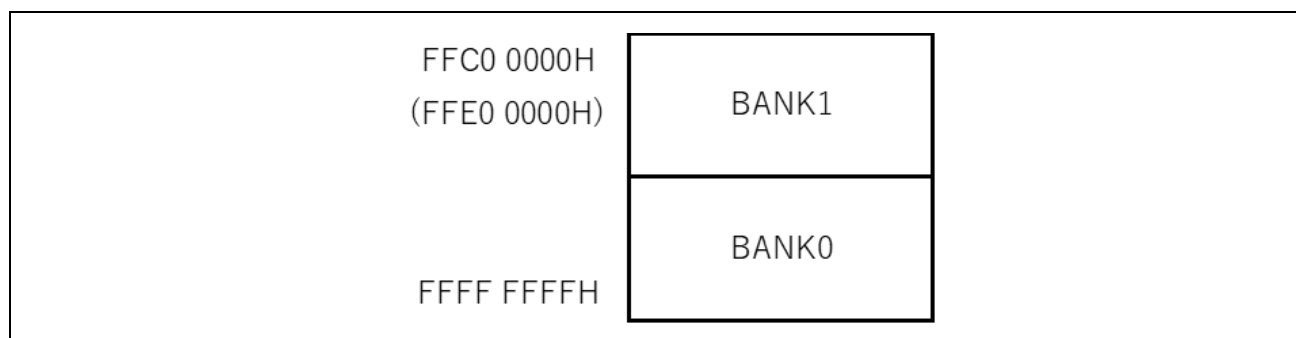 FFC0 0000H
(FFE0 0000H)
BANK1
BANK0
FFFF FFFFH